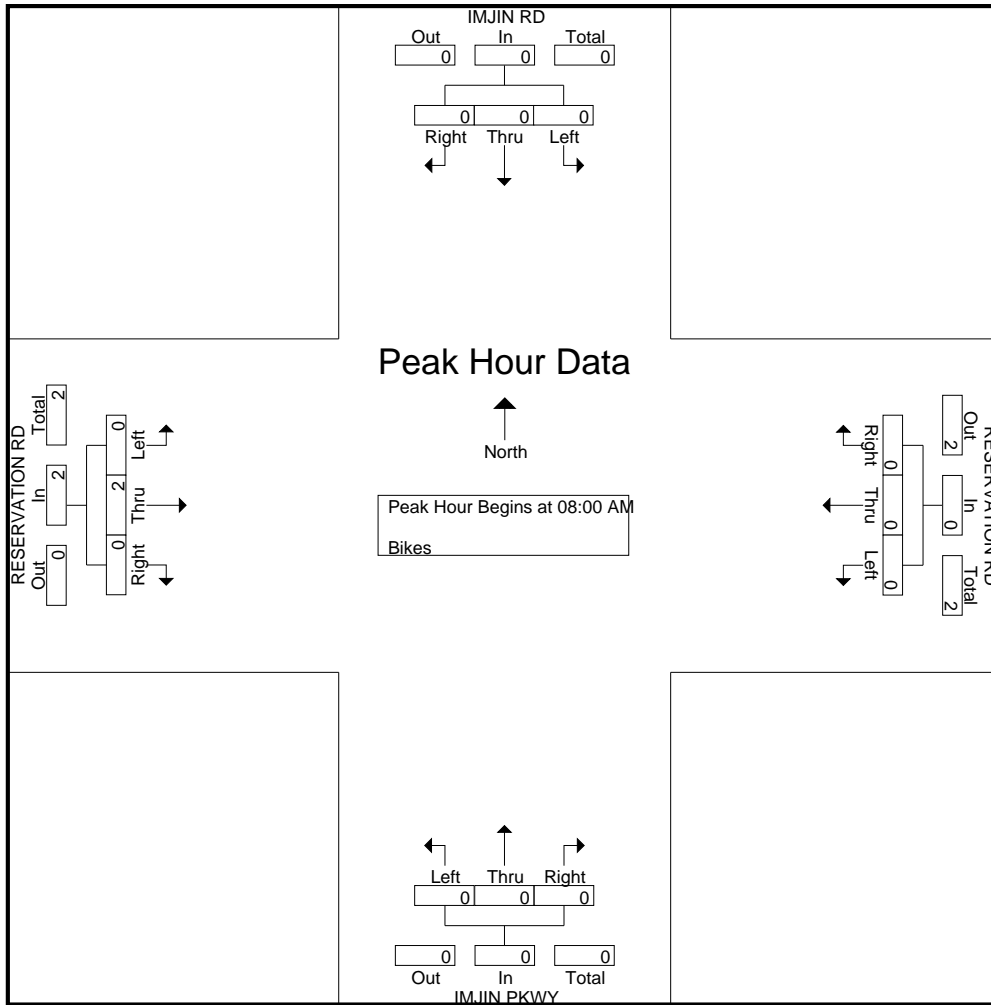 IMJIN RD
Out In Total
0 0 0
0 0 0
Right Thru Left
Peak Hour Data
North
Peak Hour Begins at 08:00 AM
Bikes
RESERVATION RD
Total In Out
2 2 0
0 2 0
Left Thru Right
RESERVATION RD
Out In Total
2 0 2
0 0 0
Right Thru Left
Left Thru Right
0 0 0
0 0 0
Out In Total
IMJIN PKWY